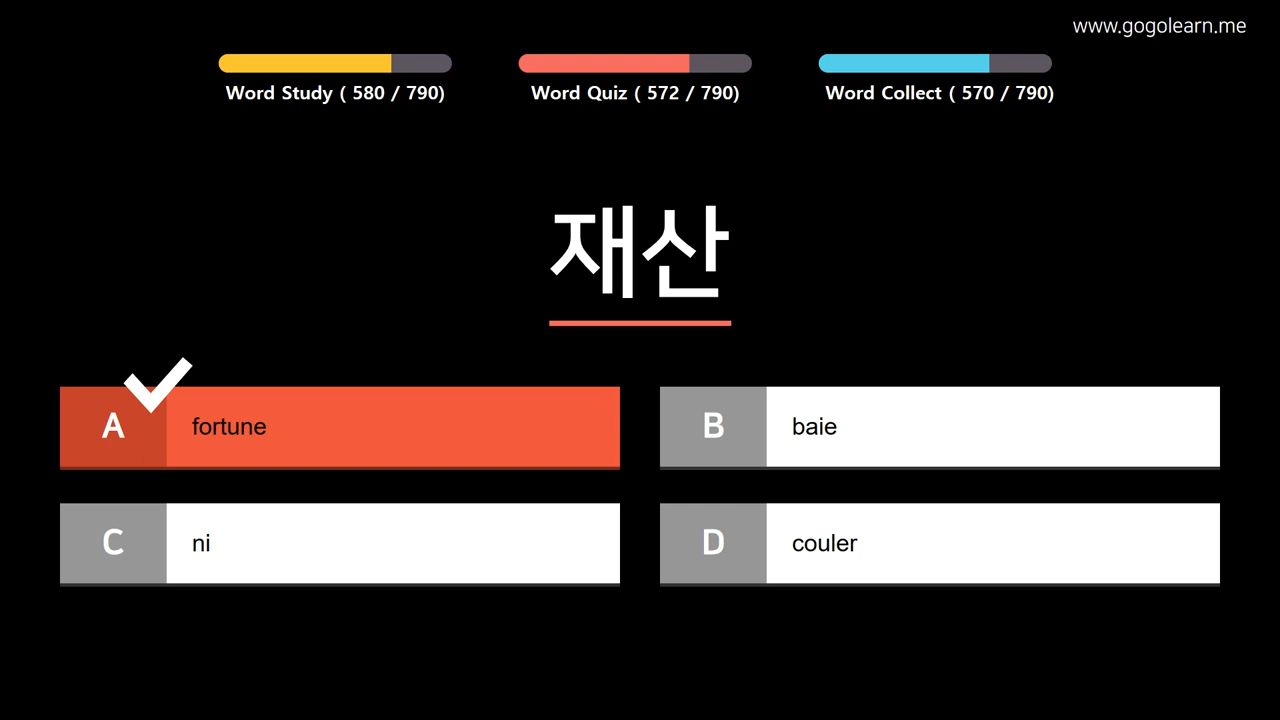 www.gogolearn.me
Word Study ( 580 / 790)
Word Quiz ( 572 / 790)
Word Collect ( 570 / 790)
재산
A fortune
B baie
C ni
D couler